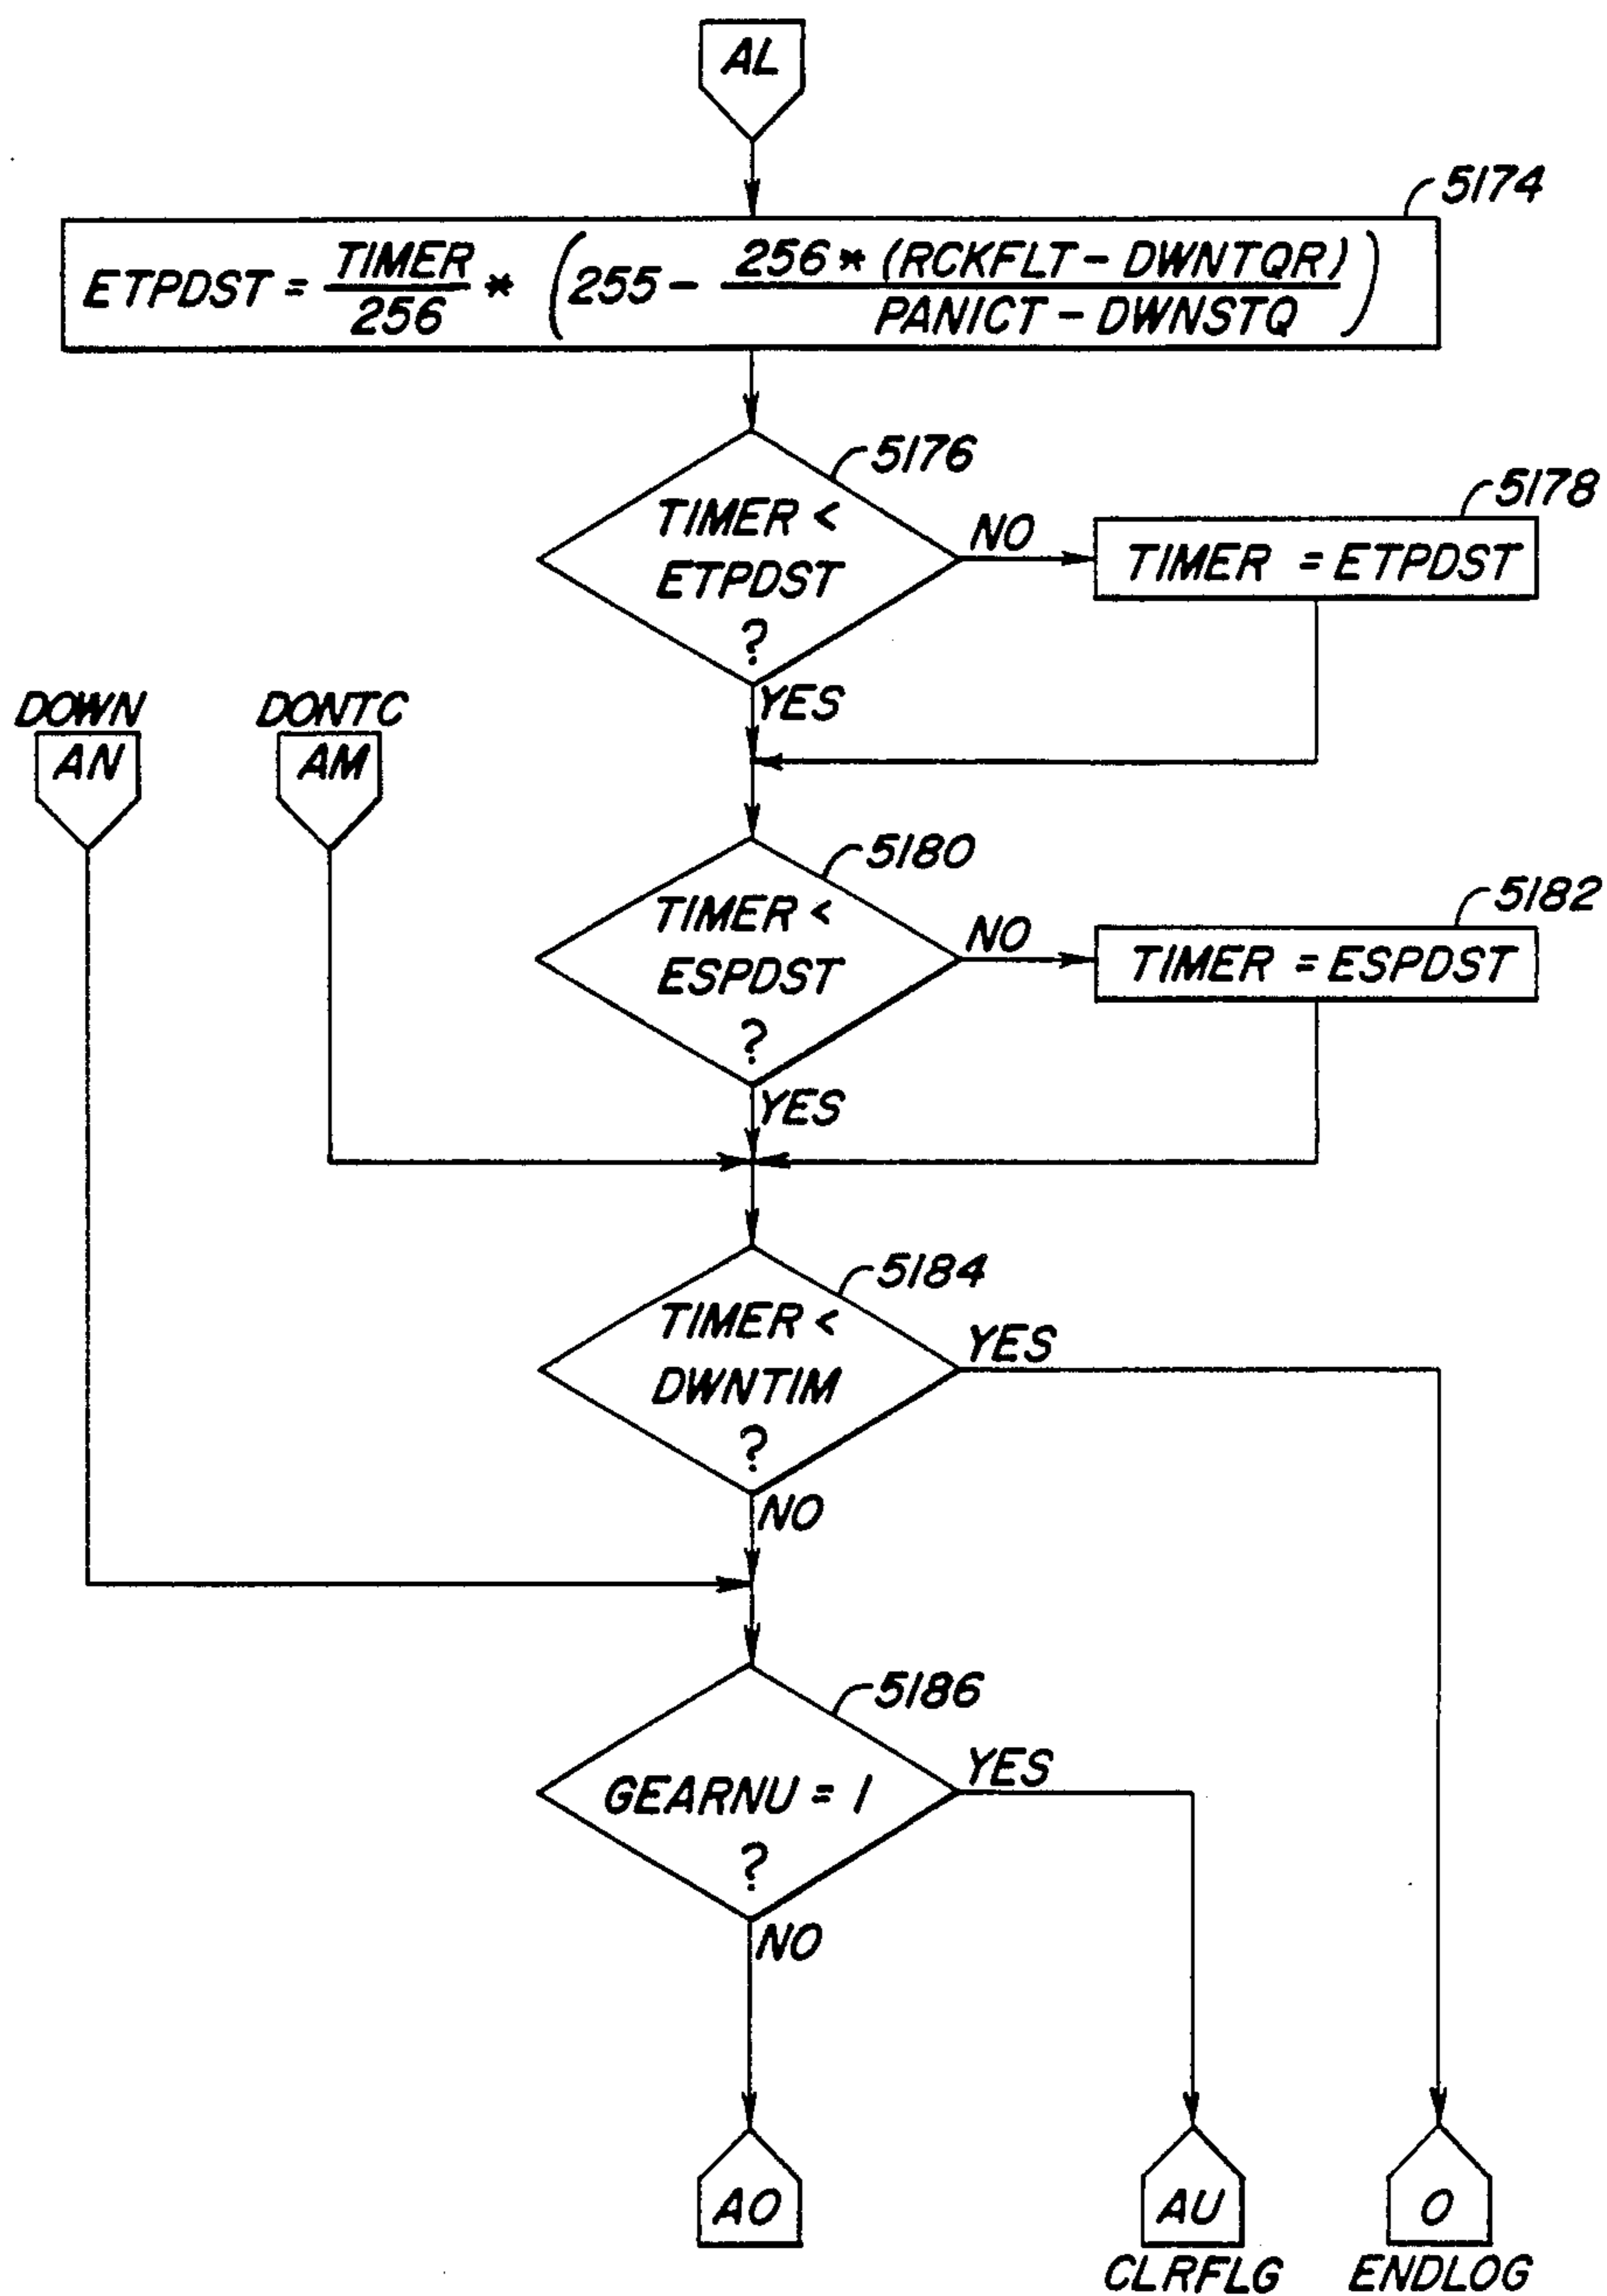 AL
5174
ETPDST = TIMER/256 * (255 - 256 * (RCKFLT - DWNTQR)/PANICT - DWNSTQ)
5176
TIMER <
ETPDST
?
NO
5178
TIMER = ETPDST
YES
DOWN
AN
DONTC
AM
5180
TIMER <
ESPDST
?
NO
5182
TIMER = ESPDST
YES
5184
TIMER <
DWNTIM
?
YES
NO
5186
GEARNU = 1
?
YES
NO
AO
AU
O
CLRFLG
ENDLOG